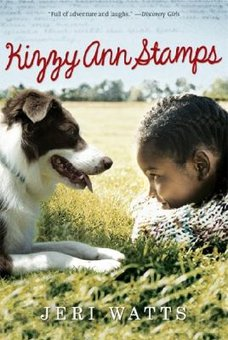 "Full of adventure and laughs." —Discovery Girls
Kizzy Ann Stamps
JERI WATTS